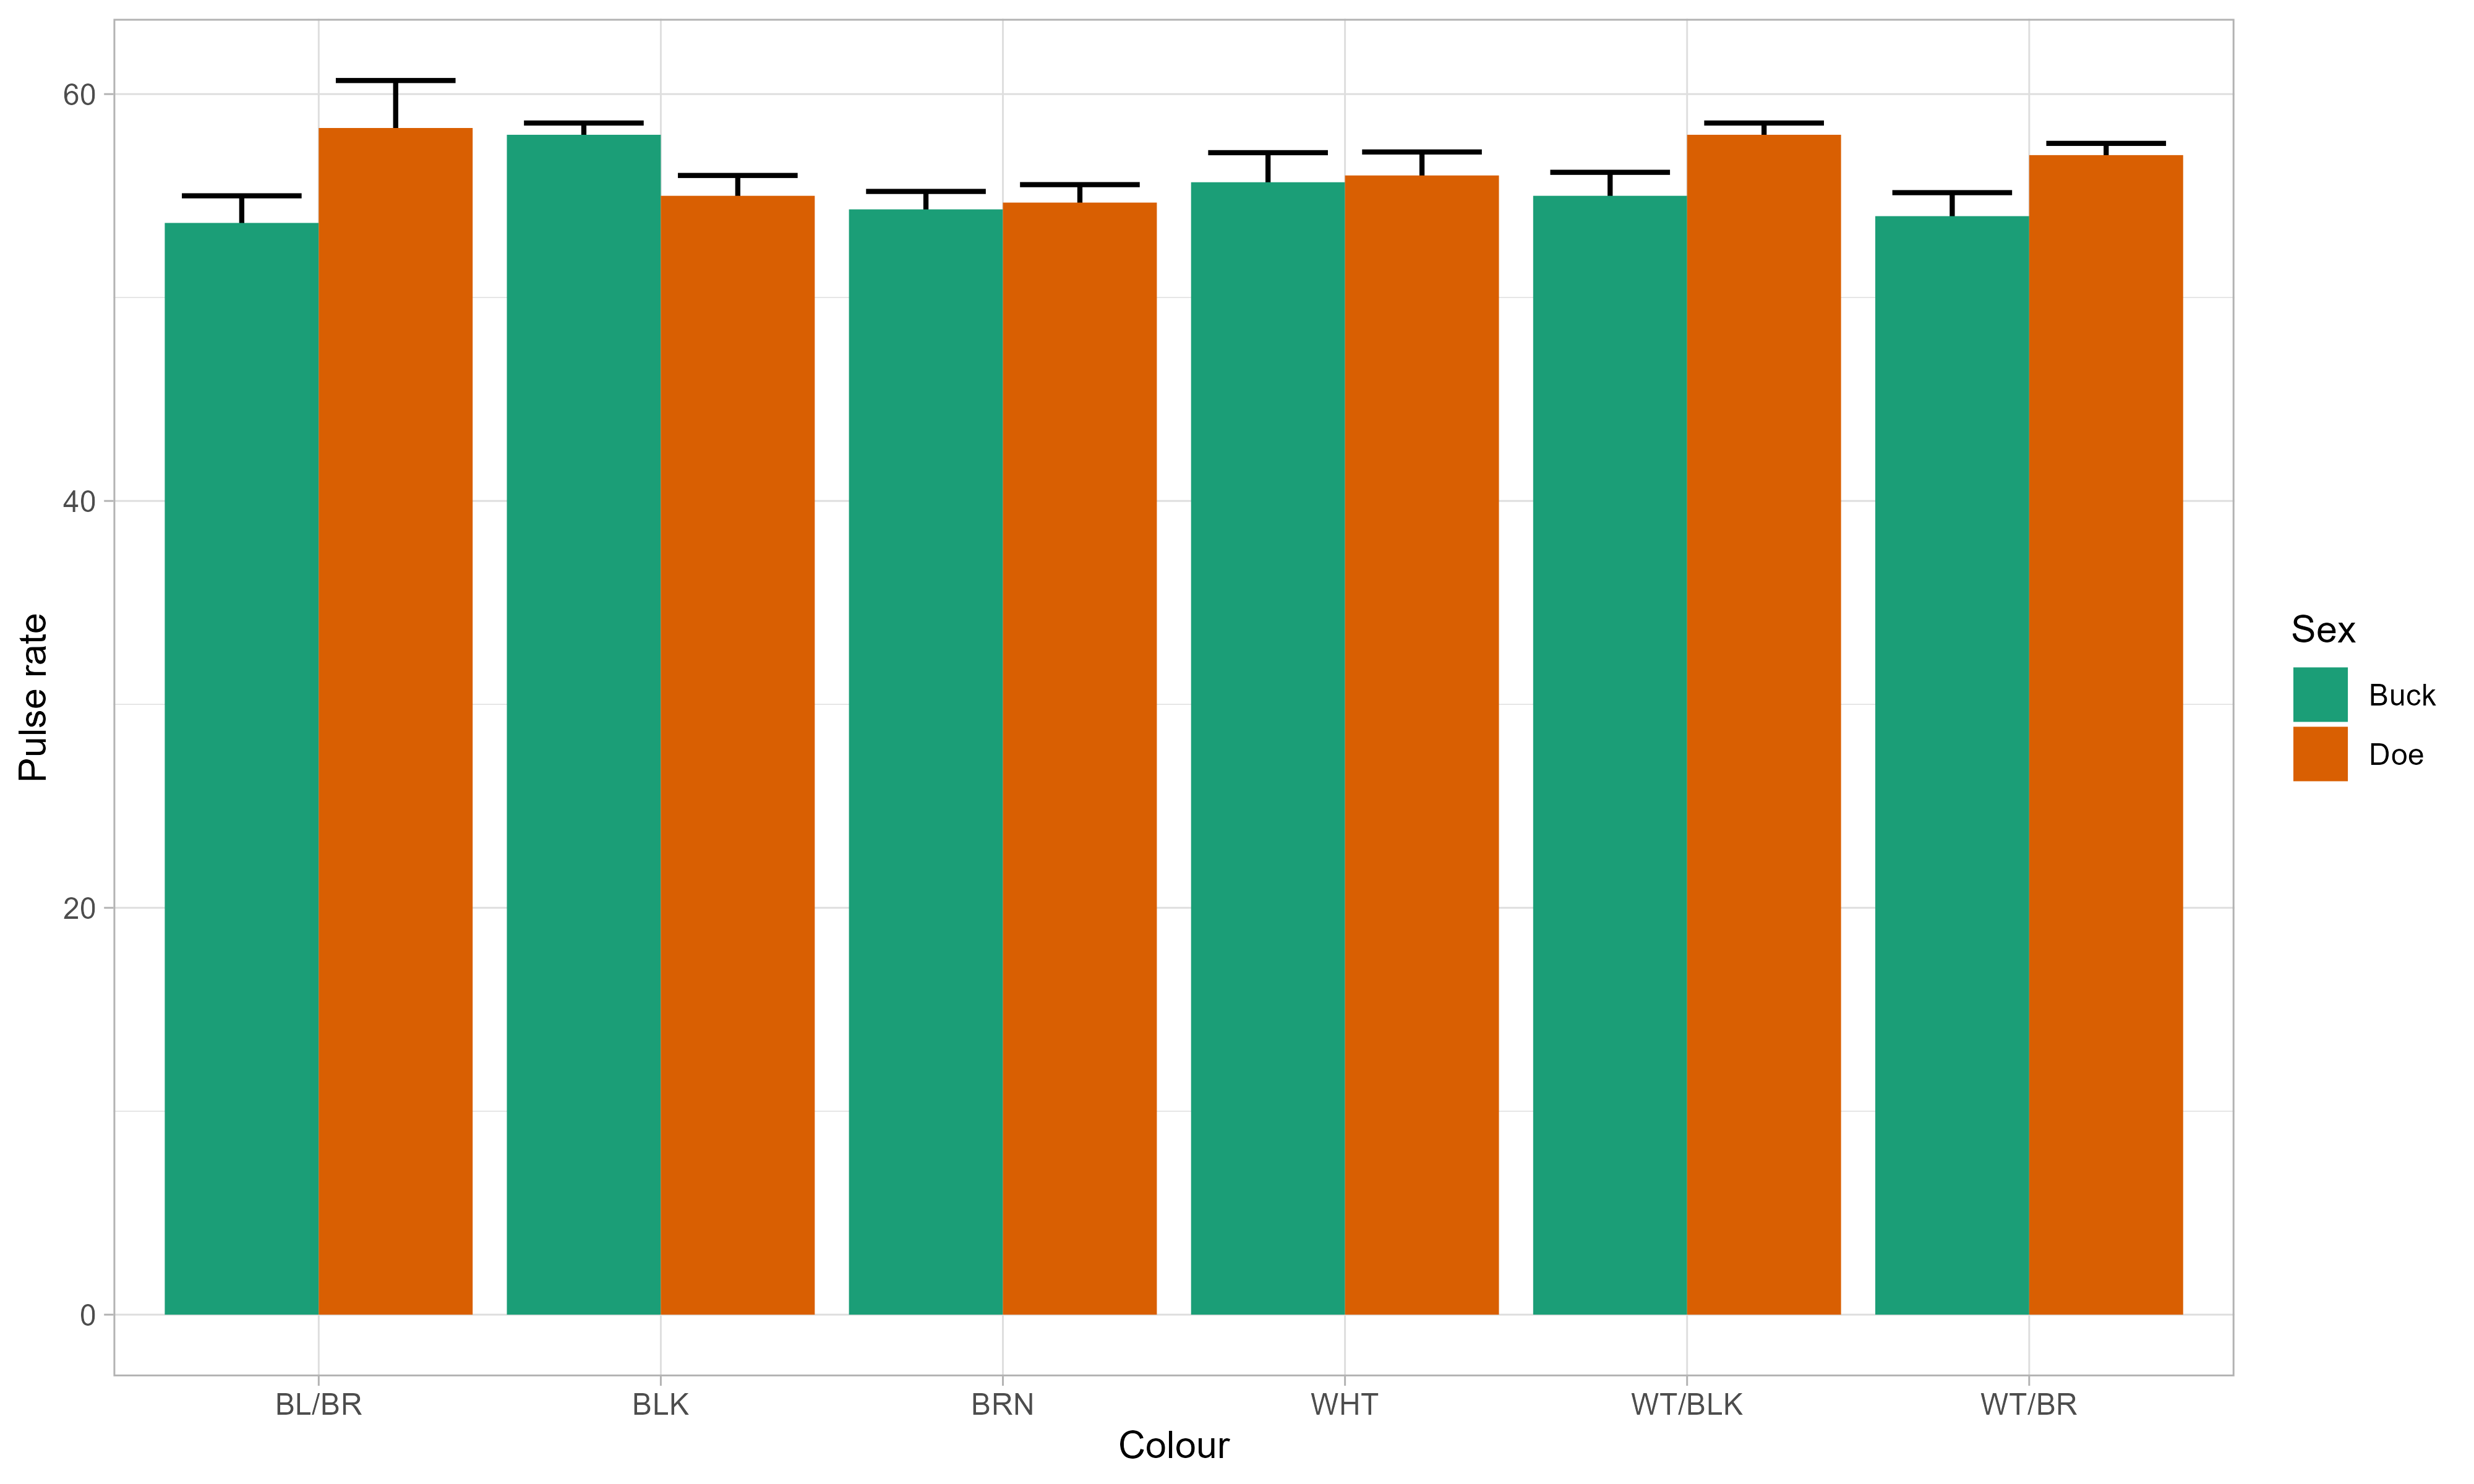 60
40
20
0
Pulse rate
BL/BR
BLK
BRN
WHT
WT/BLK
WT/BR
Colour
Sex
Buck
Doe